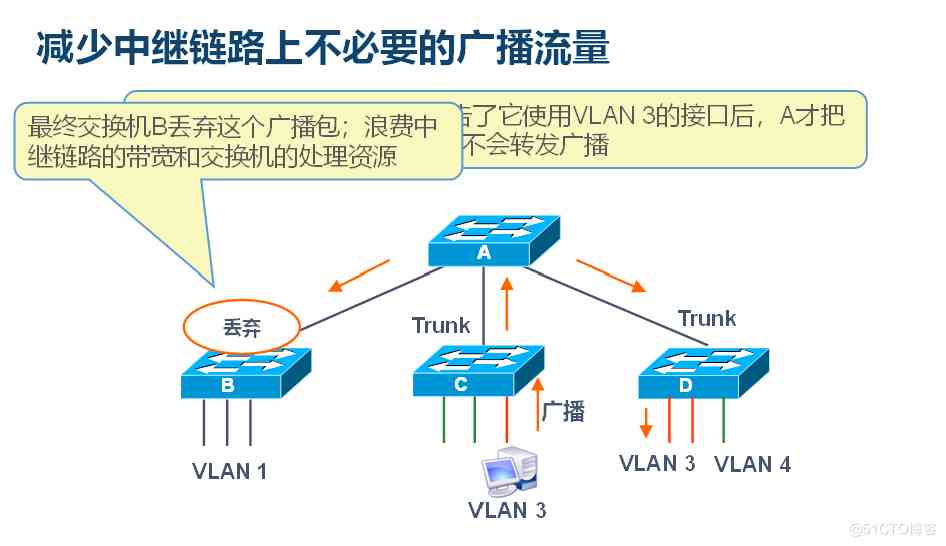 减少中继链路上不必要的广播流量
最终交换机B丢弃这个广播包；浪费中
继链路的带宽和交换机的处理资源
告了它使用VLAN 3的接口后，A才把
不会转发广播
A
丢弃
Trunk
Trunk
B
C
D
广播
VLAN 1
VLAN 3
VLAN 4
VLAN 3
@51CTO博客